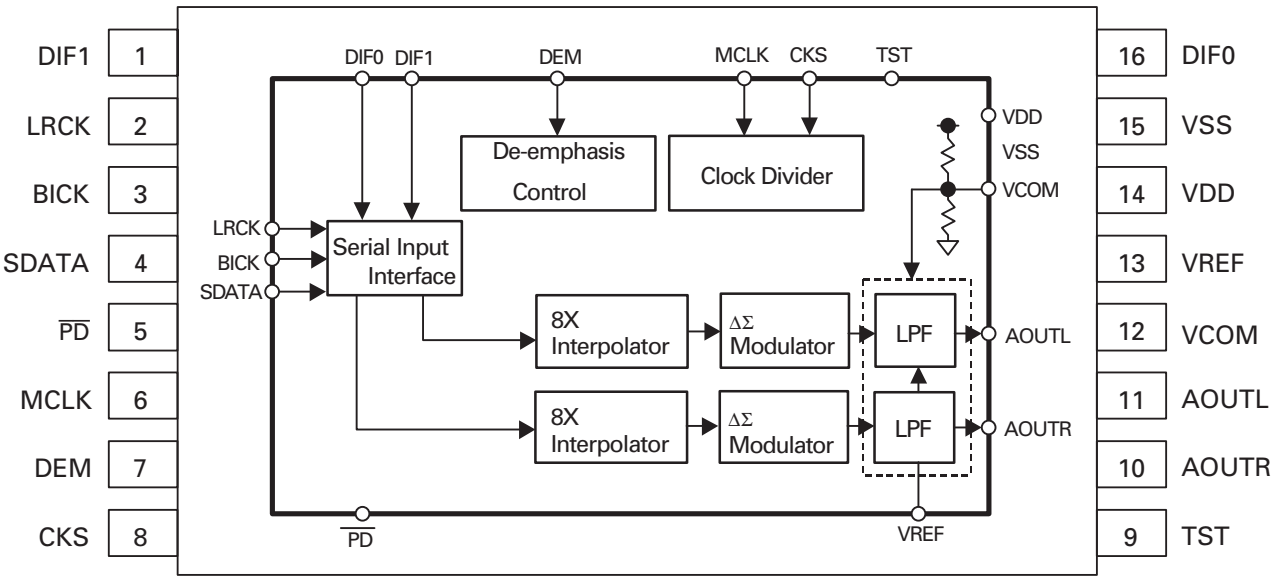 DIF1 1
LRCK 2
BICK 3
SDATA 4
PD 5
MCLK 6
DEM 7
CKS 8
DIF0 DIF1 DEM MCLK CKS TST
De-emphasis
Control
Clock Divider
VDD
VSS
VCOM
LRCK
BICK
SDATA
Serial Input
Interface
8X
Interpolator
ΔΣ
Modulator
LPF
AOUTL
8X
Interpolator
ΔΣ
Modulator
LPF
AOUTR
PD
VREF
16 DIF0
15 VSS
14 VDD
13 VREF
12 VCOM
11 AOUTL
10 AOUTR
9 TST